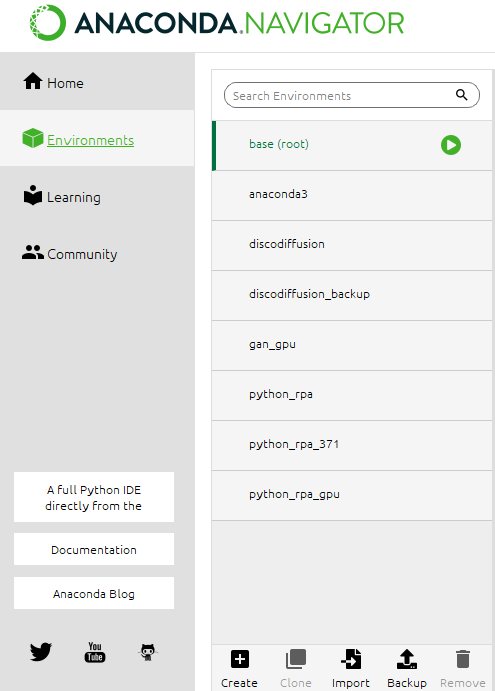 ANACONDA.NAVIGATOR
Home
Environments
Learning
Community
A full Python IDE
directly from the
Documentation
Anaconda Blog
You
Tube
Search Environments
base (root)
anaconda3
discodiffusion
discodiffusion_backup
gan_gpu
python_rpa
python_rpa_371
python_rpa_gpu
Create Clone Import Backup Remove